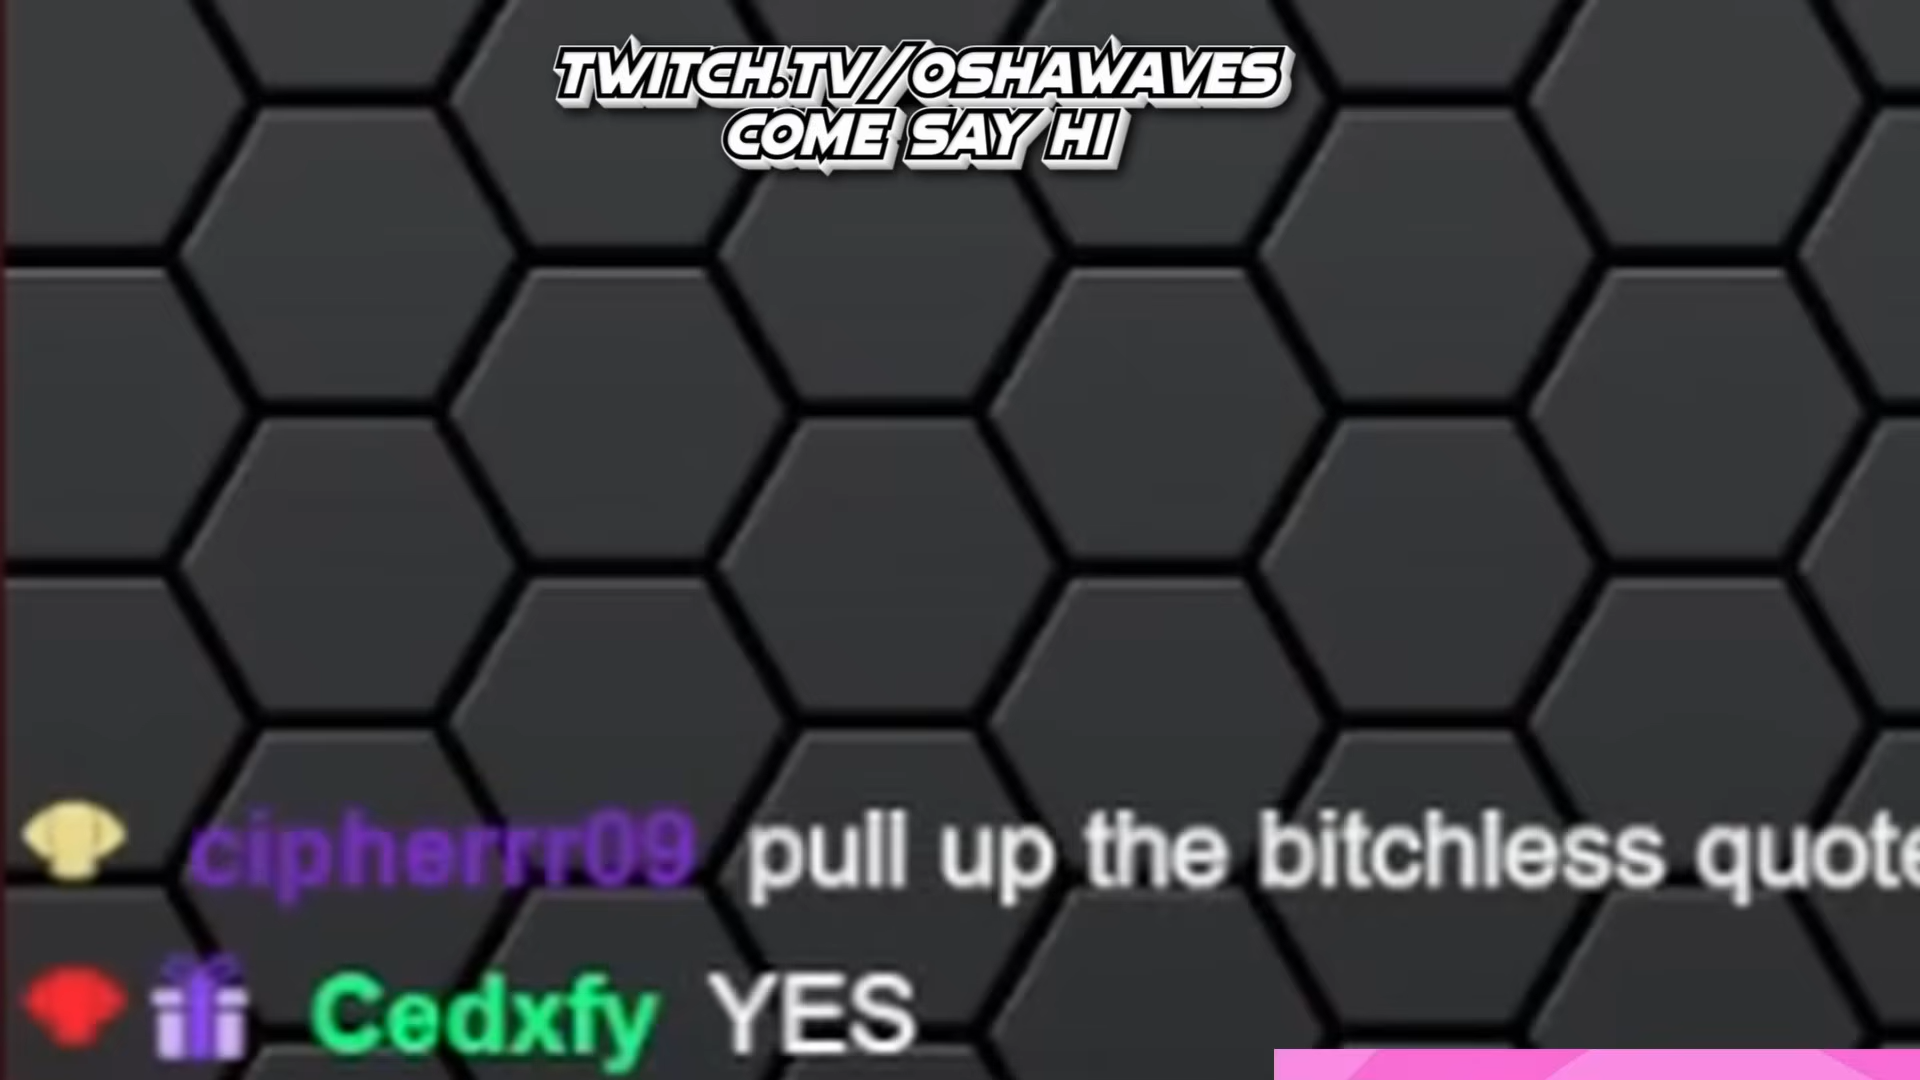 TWITCH.TV/OSHAWAVES
COME SAY HI
cipherrr09 pull up the bitchless quote
Cedxfy YES